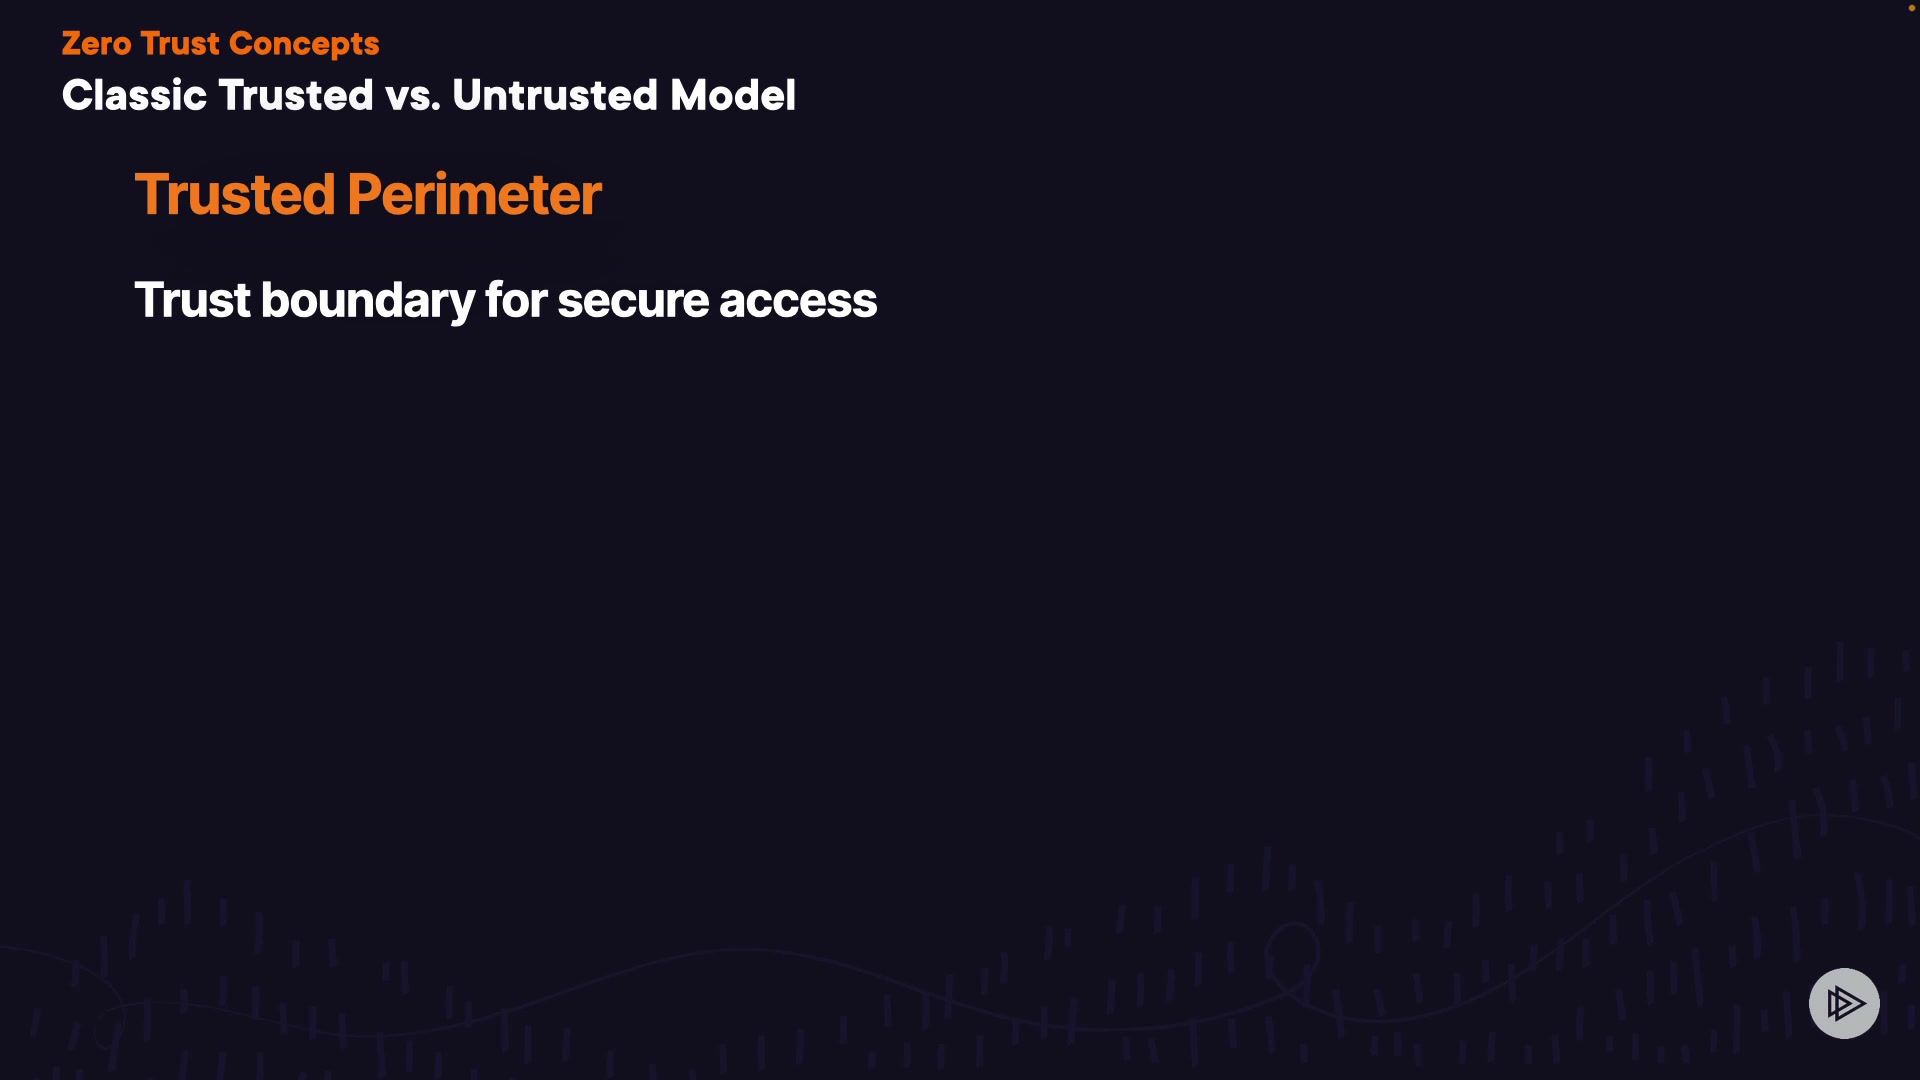 Zero Trust Concepts
Classic Trusted vs. Untrusted Model
Trusted Perimeter
Trust boundary for secure access